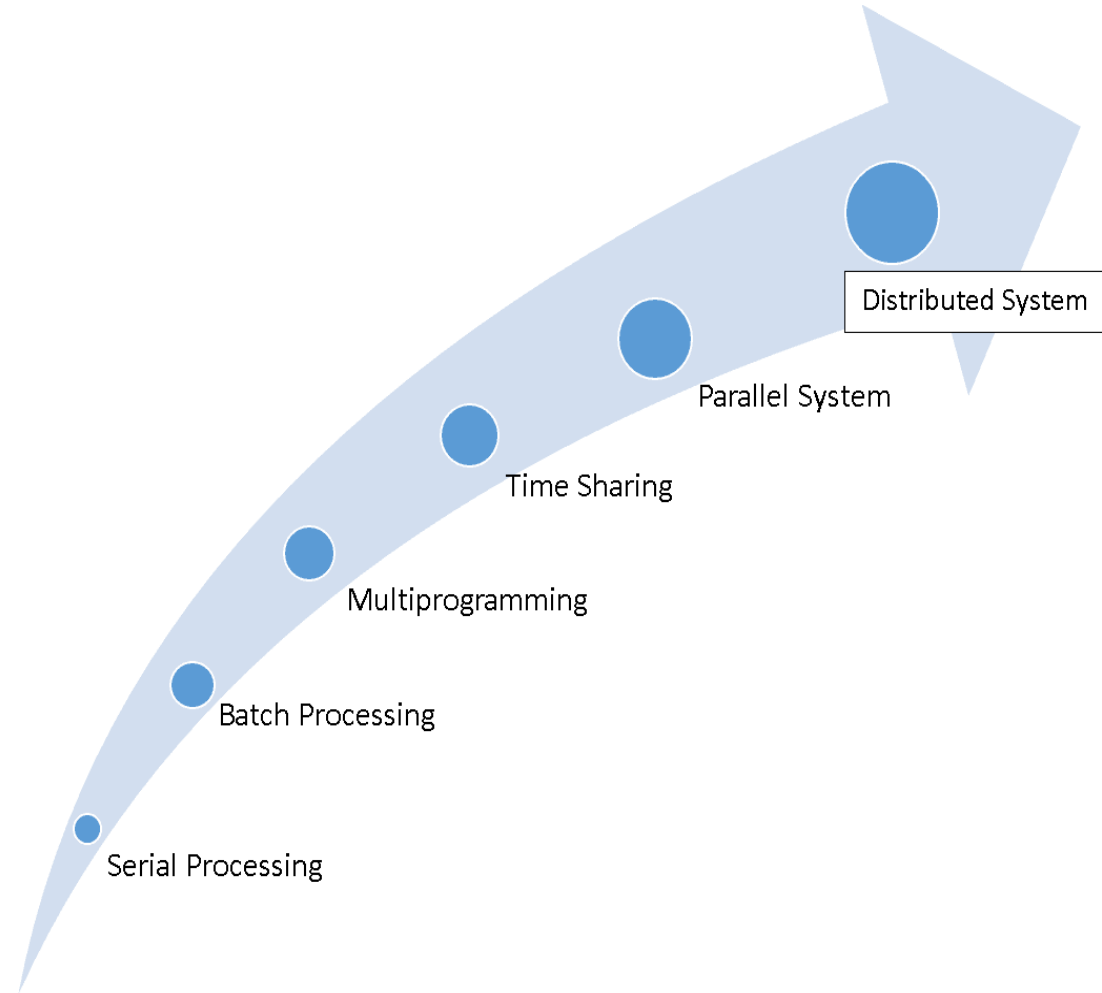 Distributed System
Parallel System
Time Sharing
Multiprogramming
Batch Processing
Serial Processing